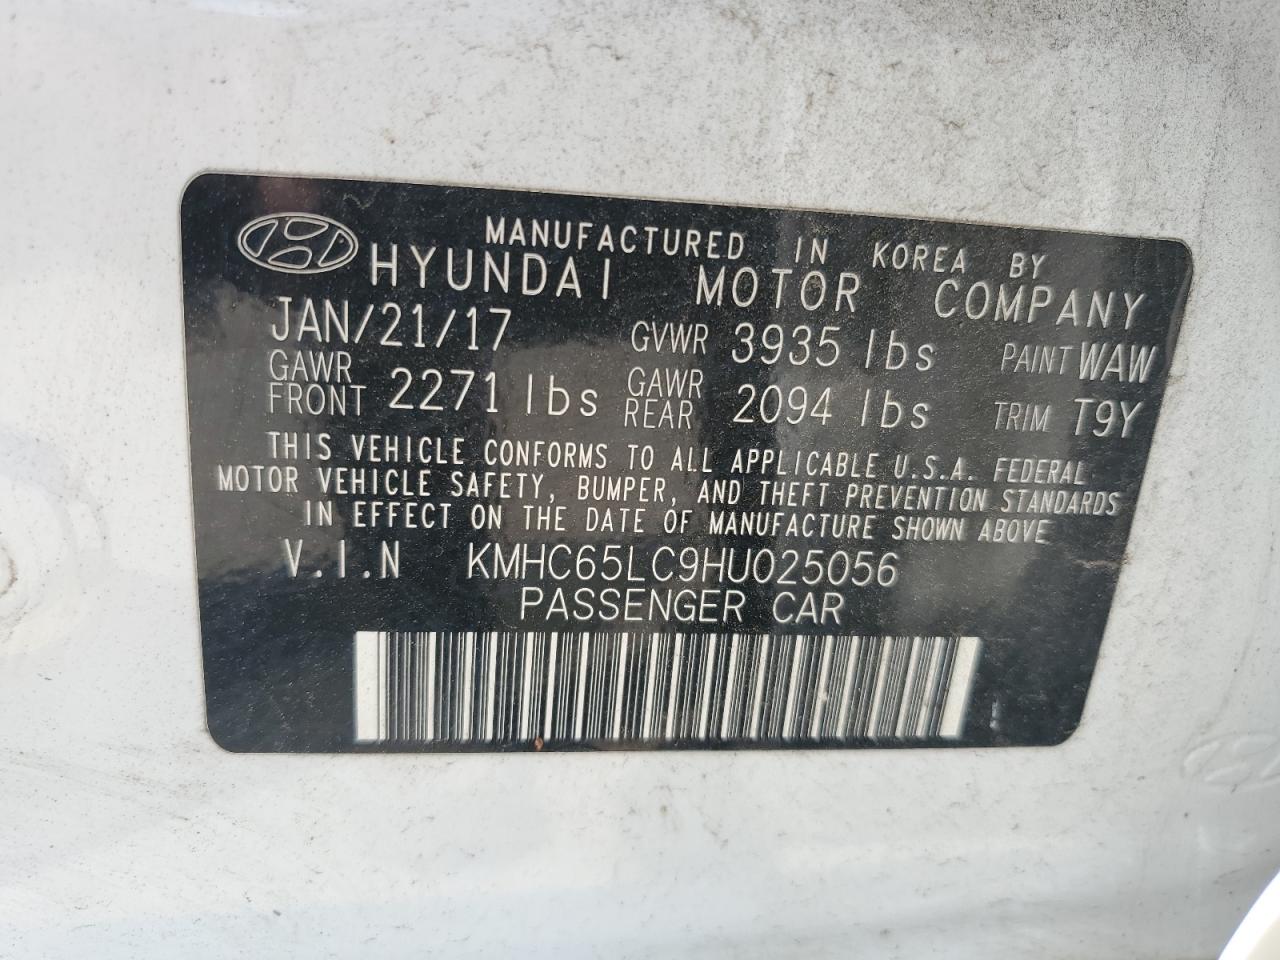 MANUFACTURED IN KOREA BY
HYUNDAI MOTOR COMPANY
JAN/21/17 GVWR 3935 lbs PAINT WAW
GAWR FRONT 2271 lbs GAWR REAR 2094 lbs TRIM T9Y
THIS VEHICLE CONFORMS TO ALL APPLICABLE U.S.A. FEDERAL
MOTOR VEHICLE SAFETY, BUMPER, AND THEFT PREVENTION STANDARDS
IN EFFECT ON THE DATE OF MANUFACTURE SHOWN ABOVE
V.I.N KMHC65LC9HU025056
PASSENGER CAR